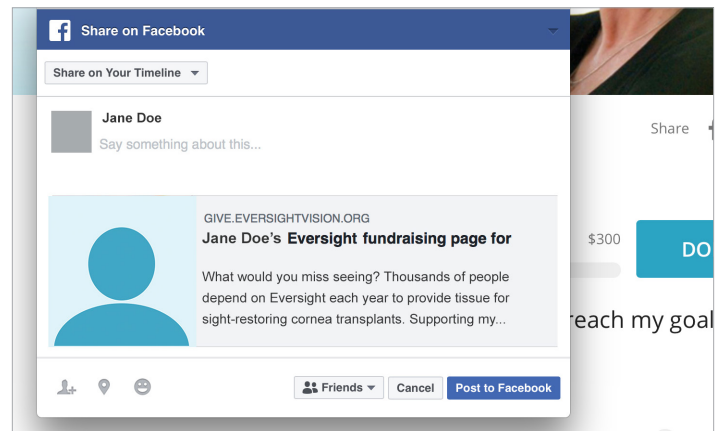 Share on Facebook
Share on Your Timeline
Jane Doe
Say something about this...
GIVE.EVERSIGHTVISION.ORG
Jane Doe's Eversight fundraising page for
What would you miss seeing? Thousands of people
depend on Eversight each year to provide tissue for
sight-restoring cornea transplants. Supporting my...
Friends
Cancel
Post to Facebook
Share
$300
DO
reach my goal